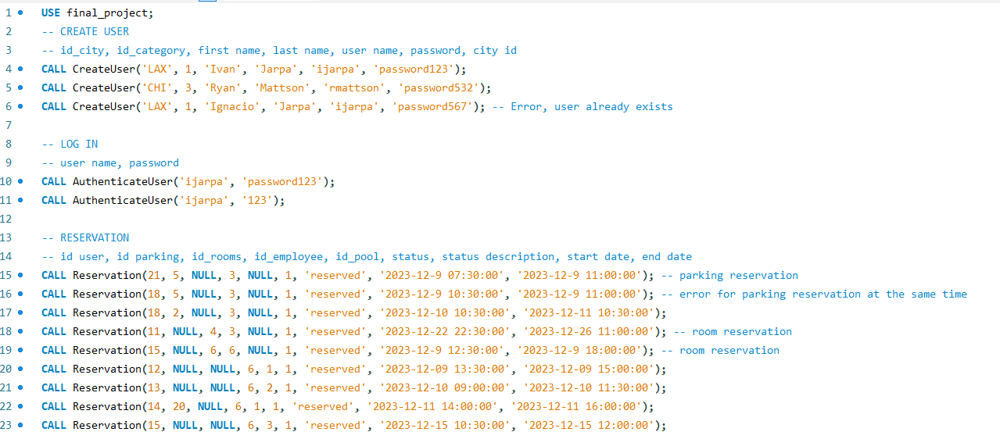 1 USE final_project;
2 -- CREATE USER
3 -- id_city, id_category, first name, last name, user name, password, city id
4 CALL CreateUser('LAX', 1, 'Ivan', 'Jarpa', 'ijarpa', 'password123');
5 CALL CreateUser('CHI', 3, 'Ryan', 'Mattson', 'rmattson', 'password532');
6 CALL CreateUser('LAX', 1, 'Ignacio', 'Jarpa', 'ijarpa', 'password567'); -- Error, user already exists
7
8 -- LOG IN
9 -- user name, password
10 CALL AuthenticateUser('ijarpa', 'password123');
11 CALL AuthenticateUser('ijarpa', '123');
12
13 -- RESERVATION
14 -- id user, id parking, id_rooms, id_employee, id_pool, status, status description, start date, end date
15 CALL Reservation(21, 5, NULL, 3, NULL, 1, 'reserved', '2023-12-9 07:30:00', '2023-12-9 11:00:00'); -- parking reservation
16 CALL Reservation(18, 5, NULL, 3, NULL, 1, 'reserved', '2023-12-9 10:30:00', '2023-12-9 11:00:00'); -- error for parking reservation at the same time
17 CALL Reservation(18, 2, NULL, 3, NULL, 1, 'reserved', '2023-12-10 10:30:00', '2023-12-11 10:30:00');
18 CALL Reservation(11, NULL, 4, 3, NULL, 1, 'reserved', '2023-12-22 22:30:00', '2023-12-26 11:00:00'); -- room reservation
19 CALL Reservation(15, NULL, 6, 6, NULL, 1, 'reserved', '2023-12-9 12:30:00', '2023-12-9 18:00:00'); -- room reservation
20 CALL Reservation(12, NULL, NULL, 6, 1, 1, 'reserved', '2023-12-09 13:30:00', '2023-12-09 15:00:00');
21 CALL Reservation(13, NULL, NULL, 6, 2, 1, 'reserved', '2023-12-10 09:00:00', '2023-12-10 11:30:00');
22 CALL Reservation(14, 20, NULL, 6, 1, 1, 'reserved', '2023-12-11 14:00:00', '2023-12-11 16:00:00');
23 CALL Reservation(15, NULL, NULL, 6, 3, 1, 'reserved', '2023-12-15 10:30:00', '2023-12-15 12:00:00');